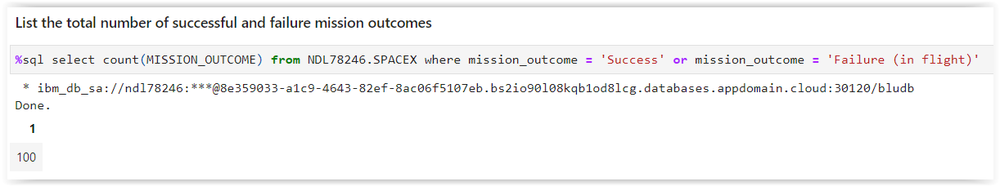 List the total number of successful and failure mission outcomes
%sql select count(MISSION_OUTCOME) from NDL78246.SPACEX where mission_outcome = 'Success' or mission_outcome = 'Failure (in flight)'
* ibm_db_sa://ndl78246:***@8e359033-a1c9-4643-82ef-8ac06f5107eb.bs2io90l08kqb1od8lcg.databases.appdomain.cloud:30120/bludb
Done.
1
100